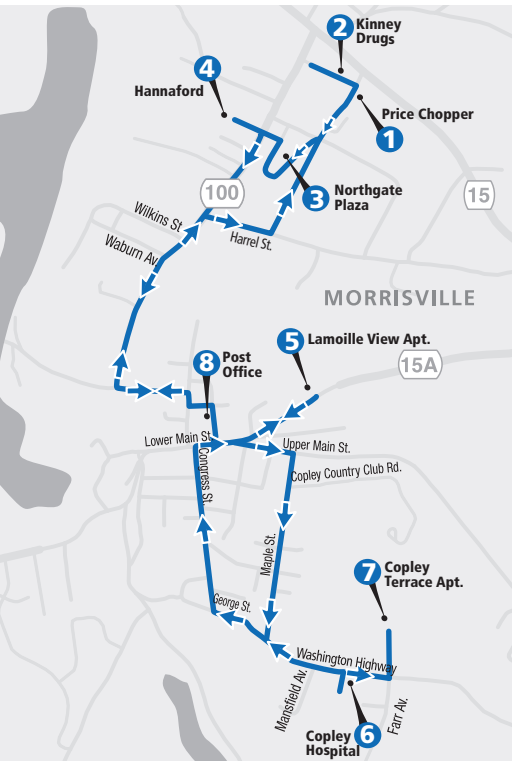 2 Kinney
Drugs
4
Hannaford
Price Chopper
1
100
3 Northgate
Plaza
15
Wilkins St.
Harrel St.
Waburn Av.
MORRISVILLE
5 Lamoille View Apt.
8 Post
Office
15A
Lower Main St.
Upper Main St.
Congress St.
Copley Country Club Rd.
Maple St.
7 Copley
Terrace Apt.
George St.
Washington Highway
Mansfield Av.
Farr Av.
Copley
Hospital 6